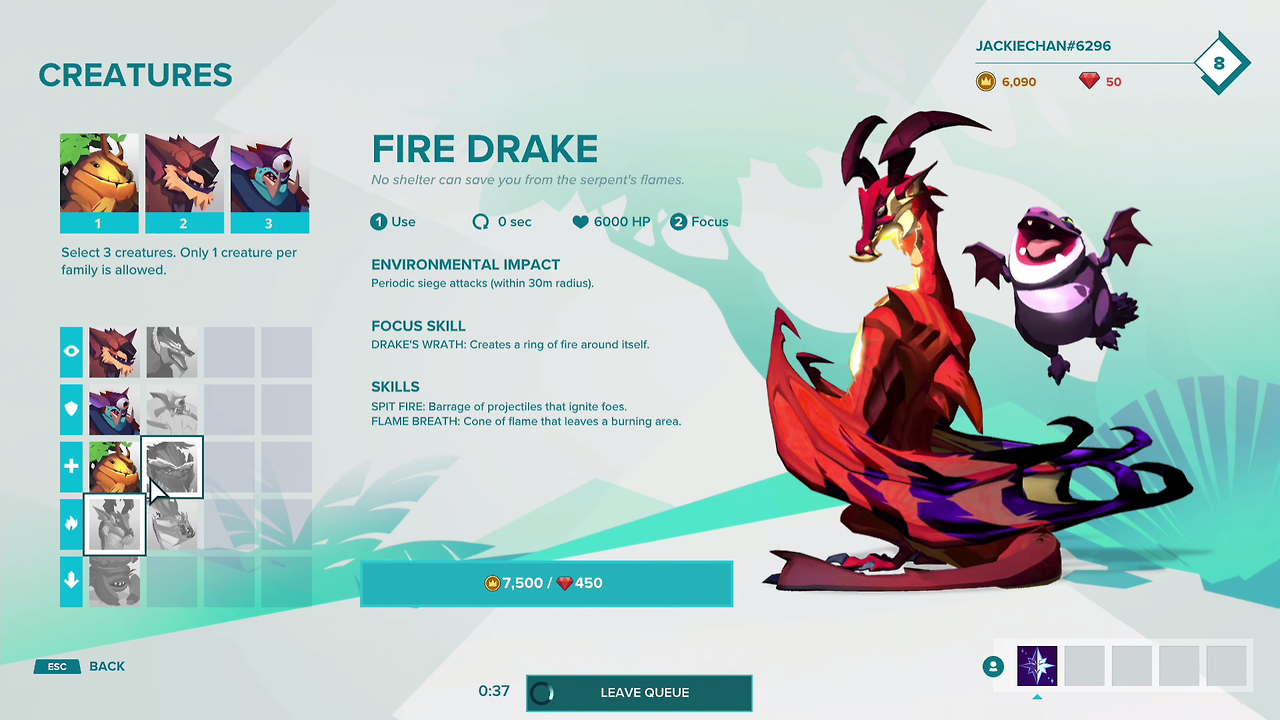 JACKIECHAN#6296
8
6,090
50
CREATURES
1
2
3
Select 3 creatures. Only 1 creature per
family is allowed.
FIRE DRAKE
No shelter can save you from the serpent's flames.
1 Use
0 sec
6000 HP
2 Focus
ENVIRONMENTAL IMPACT
Periodic siege attacks (within 30m radius).
FOCUS SKILL
DRAKE'S WRATH: Creates a ring of fire around itself.
SKILLS
SPIT FIRE: Barrage of projectiles that ignite foes.
FLAME BREATH: Cone of flame that leaves a burning area.
7,500 / 450
ESC BACK
0:37
LEAVE QUEUE